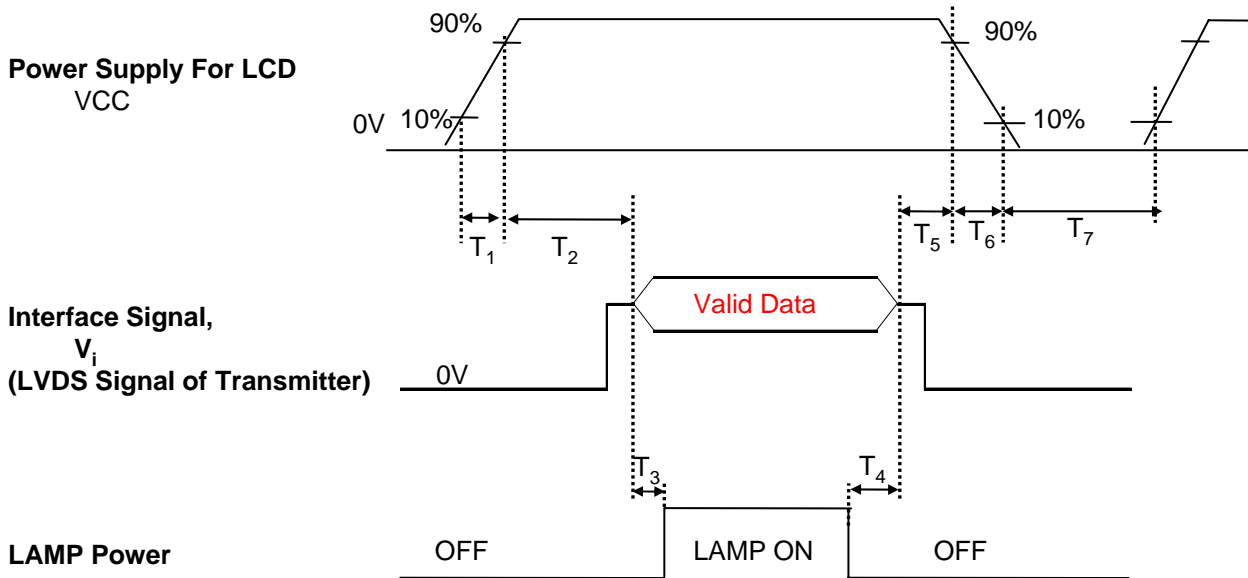 90%
90%
Power Supply For LCD
VCC
0V
10%
10%
T1
T2
T5
T6
T7
Interface Signal,
Vi
(LVDS Signal of Transmitter)
Valid Data
0V
T3
T4
LAMP Power
OFF
LAMP ON
OFF